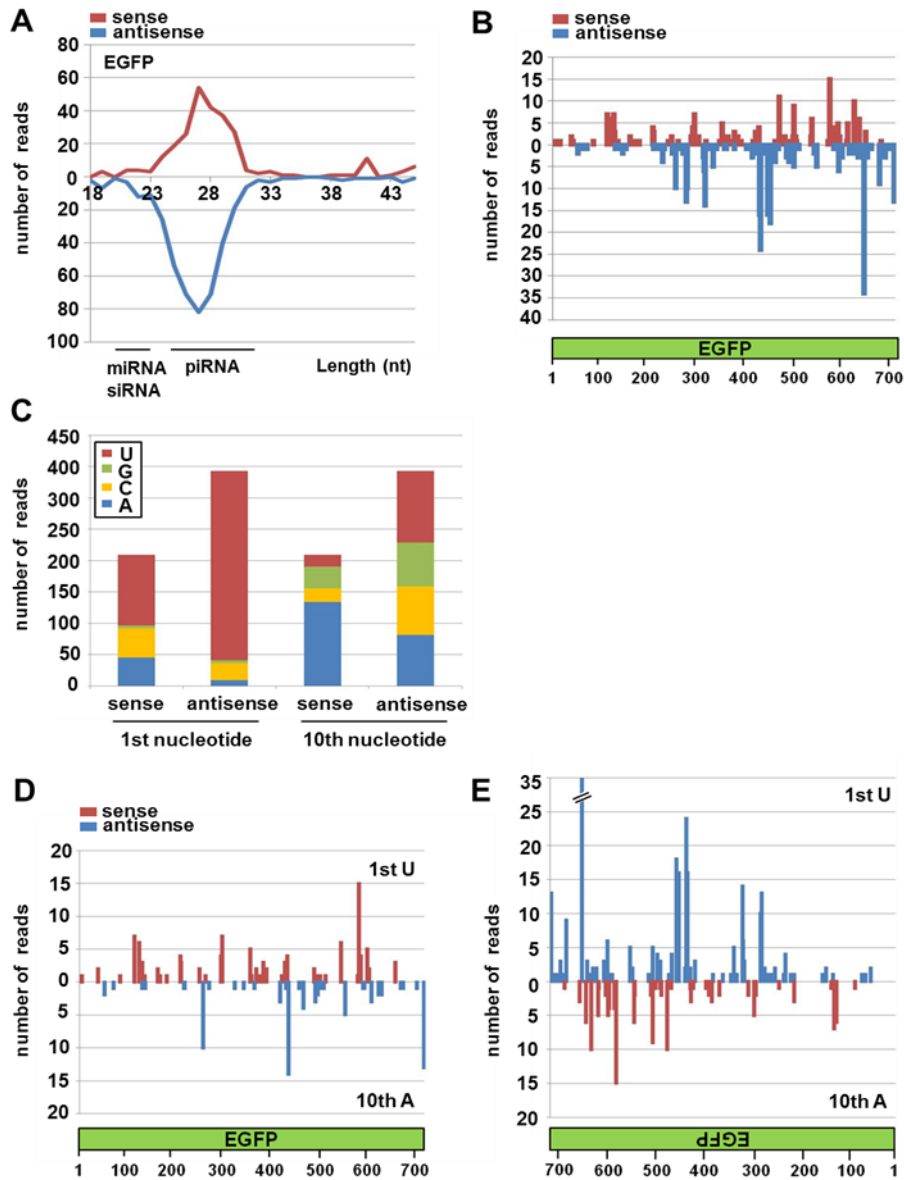 A
sense
antisense
EGFP
80
60
40
20
0
20
40
60
80
100
number of reads
18 23 28 33 38 43
miRNA
siRNA
piRNA
Length (nt)
B
sense
antisense
20
15
10
5
0
5
10
15
20
25
30
35
40
number of reads
EGFP
1 100 200 300 400 500 600 700
C
450
400
300
250
200
150
100
50
0
number of reads
U
G
C
A
sense antisense sense antisense
1st nucleotide 10th nucleotide
D
sense
antisense
20
15
10
5
0
5
10
15
20
number of reads
1st U
10th A
EGFP
1 100 200 300 400 500 600 700
E
35
25
20
15
10
5
0
5
10
15
20
number of reads
1st U
10th A
EGFP
700 600 500 400 300 200 100 1